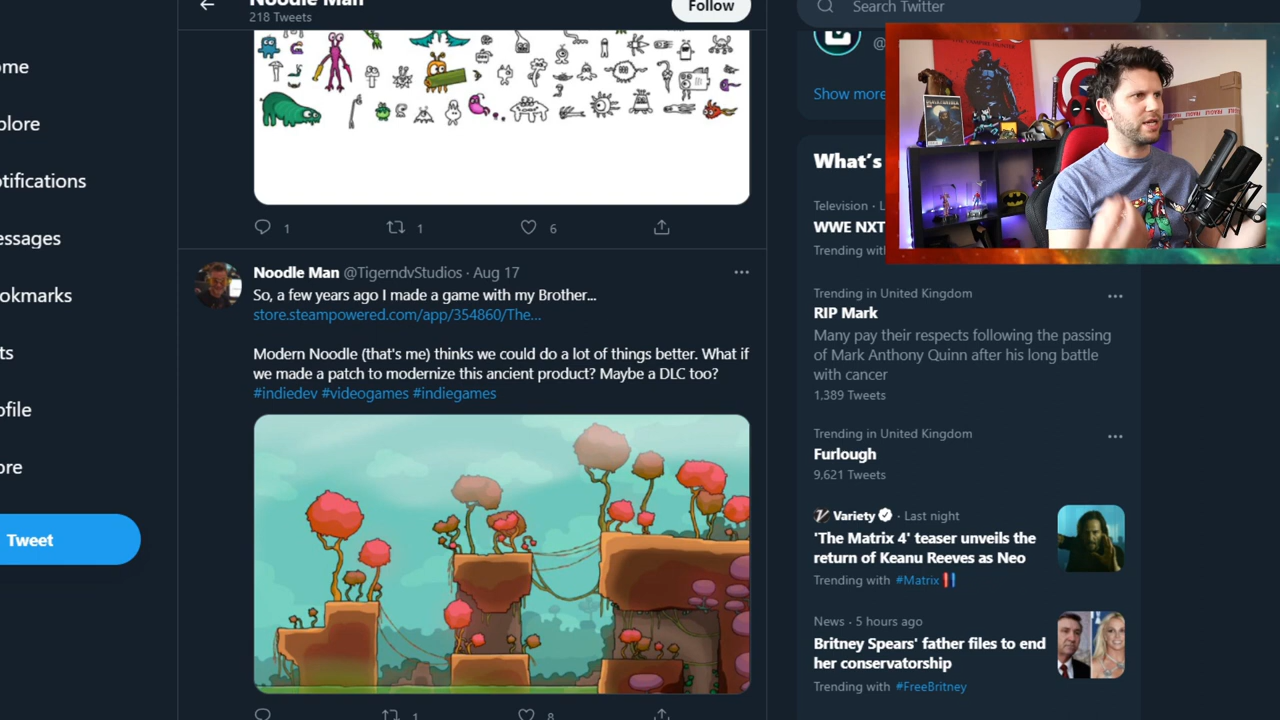 Noodle Man
218 Tweets
Follow
Search Twitter
ome
plore
otifications
essages
okmarks
ts
ofile
ore
Tweet
1
1
6
Noodle Man @TigerndvStudios · Aug 17
So, a few years ago I made a game with my Brother...
store.steampowered.com/app/354860/The...
Modern Noodle (that's me) thinks we could do a lot of things better. What if
we made a patch to modernize this ancient product? Maybe a DLC too?
#indiedev #videogames #indiegames
1
8
@
Show more
What's
Television · L
WWE NXT
Trending with
Trending in United Kingdom
RIP Mark
Many pay their respects following the passing
of Mark Anthony Quinn after his long battle
with cancer
1,389 Tweets
Trending in United Kingdom
Furlough
9,621 Tweets
Variety · Last night
'The Matrix 4' teaser unveils the
return of Keanu Reeves as Neo
Trending with #Matrix
News · 5 hours ago
Britney Spears' father files to end
her conservatorship
Trending with #FreeBritney